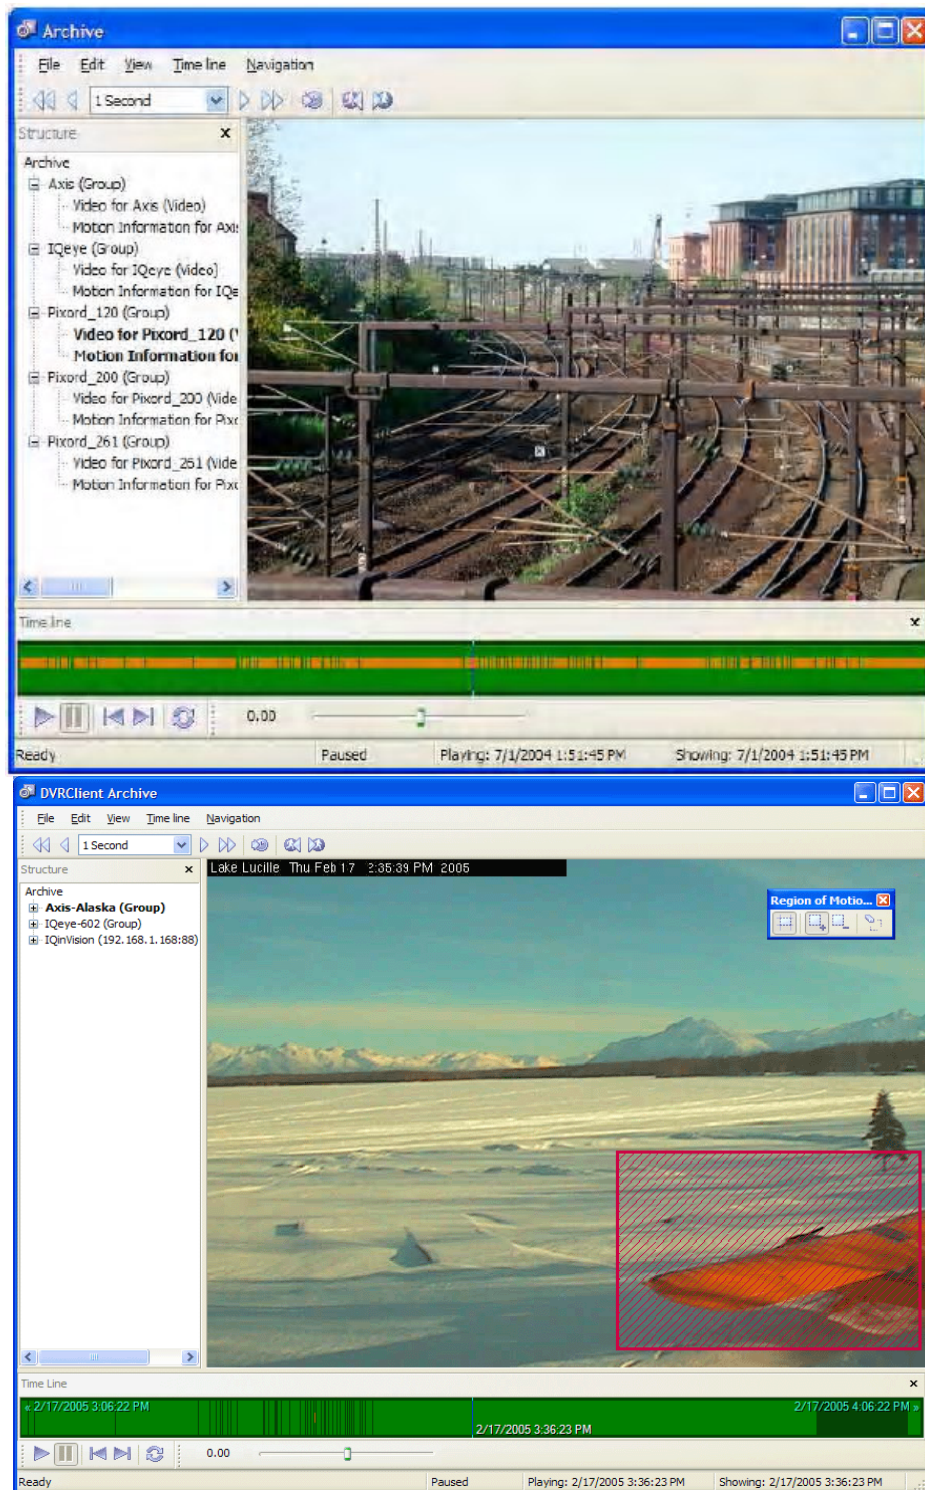 Archive
File Edit View Time line Navigation
1 Second
Structure
Archive
Axis (Group)
Video for Axis (Video)
Motion Information for Axis
IQeye (Group)
Video for IQeye (Video)
Motion Information for IQe
Pixord_120 (Group)
Video for Pixord_120 (V
Motion Information for
Pixord_200 (Group)
Video for Pixord_200 (Vide
Motion Information for Pixo
Pixord_261 (Group)
Video for Pixord_261 (Vide
Motion Information for Pixo
Time line
0.00
Ready Paused Playing: 7/1/2004 1:51:45 PM Showing: 7/1/2004 1:51:45 PM
DVRClient Archive
File Edit View Time line Navigation
1 Second
Structure
Archive
Axis-Alaska (Group)
IQeye-602 (Group)
IQinVision (192.168.1.168:88)
Lake Lucille Thu Feb 17 2:35:39 PM 2005
Region of Motio...
Time Line
« 2/17/2005 3:06:22 PM 2/17/2005 4:06:22 PM »
2/17/2005 3:36:23 PM
0.00
Ready Paused Playing: 2/17/2005 3:36:23 PM Showing: 2/17/2005 3:36:23 PM